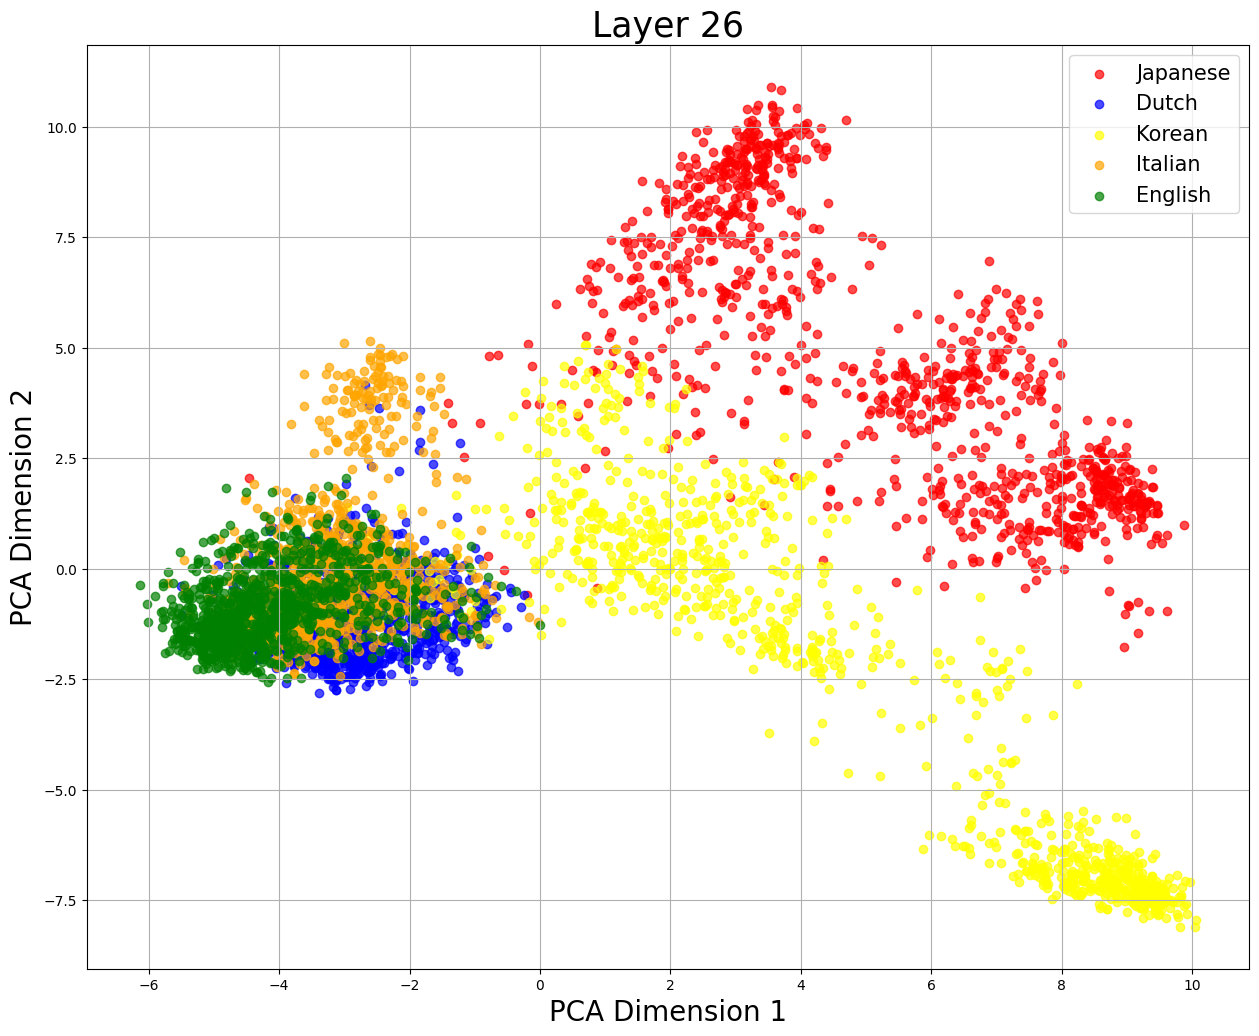 Layer 26
Japanese
Dutch
Korean
Italian
English
PCA Dimension 2
10.0
7.5
5.0
2.5
0.0
−2.5
−5.0
−7.5
−6
−4
−2
0
2
4
6
8
10
PCA Dimension 1